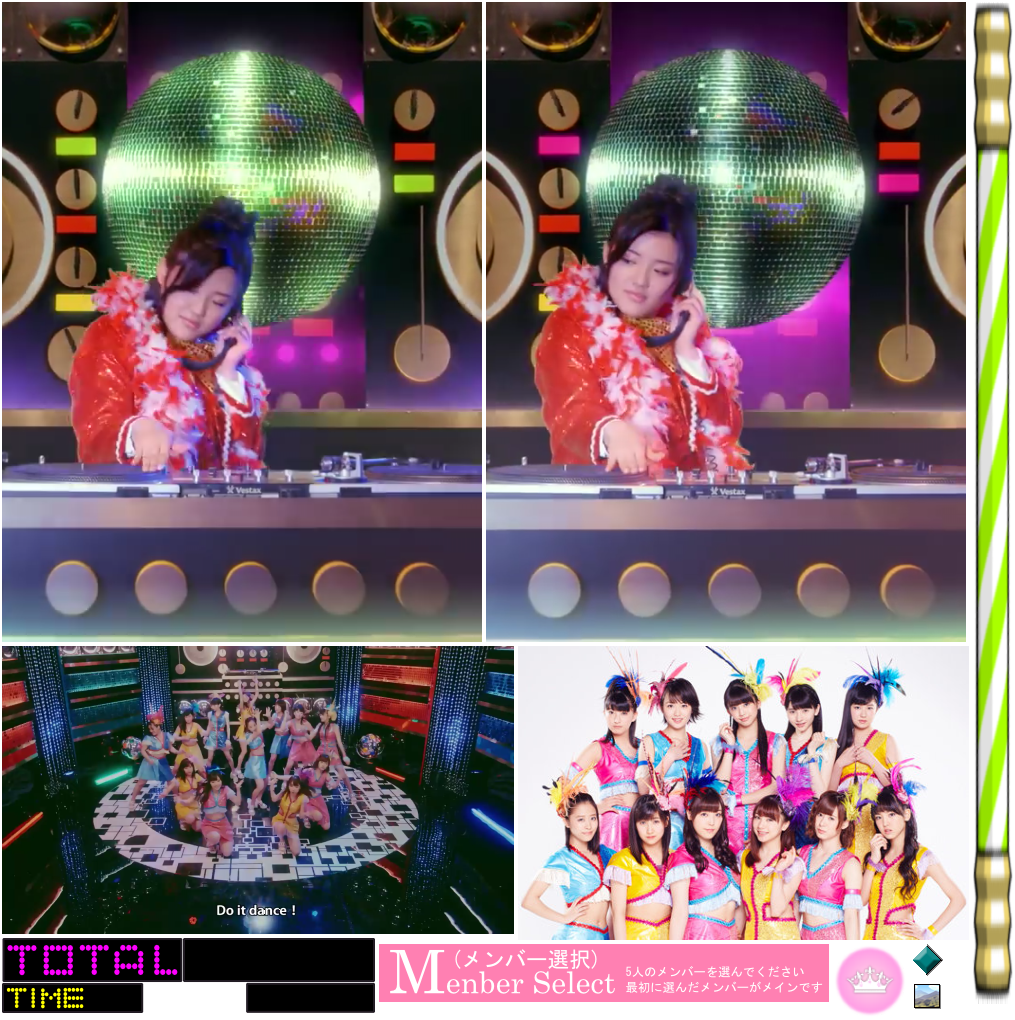 Vestax
Vestax
Do it dance！
TOTAL
TIME
（メンバー選択）
Menber Select
5人のメンバーを選んでください
最初に選んだメンバーがメインです